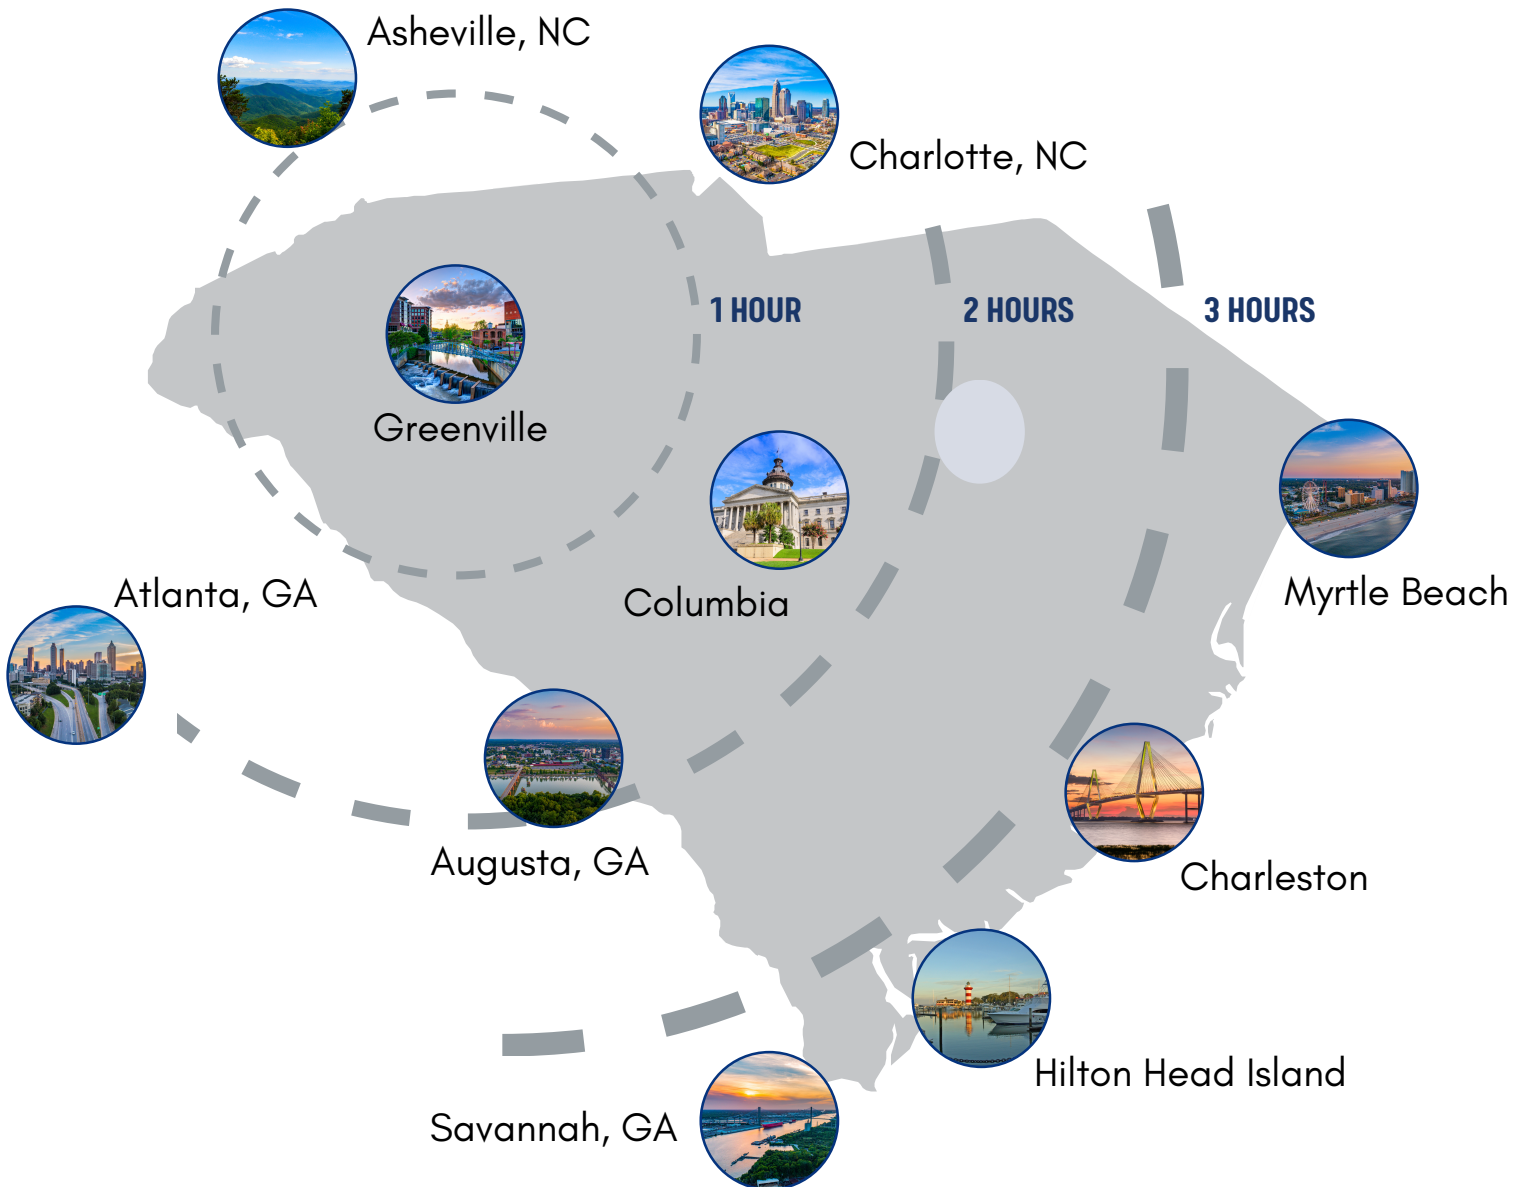 Asheville, NC
Charlotte, NC
1 HOUR
2 HOURS
3 HOURS
Greenville
Columbia
Atlanta, GA
Myrtle Beach
Augusta, GA
Charleston
Hilton Head Island
Savannah, GA